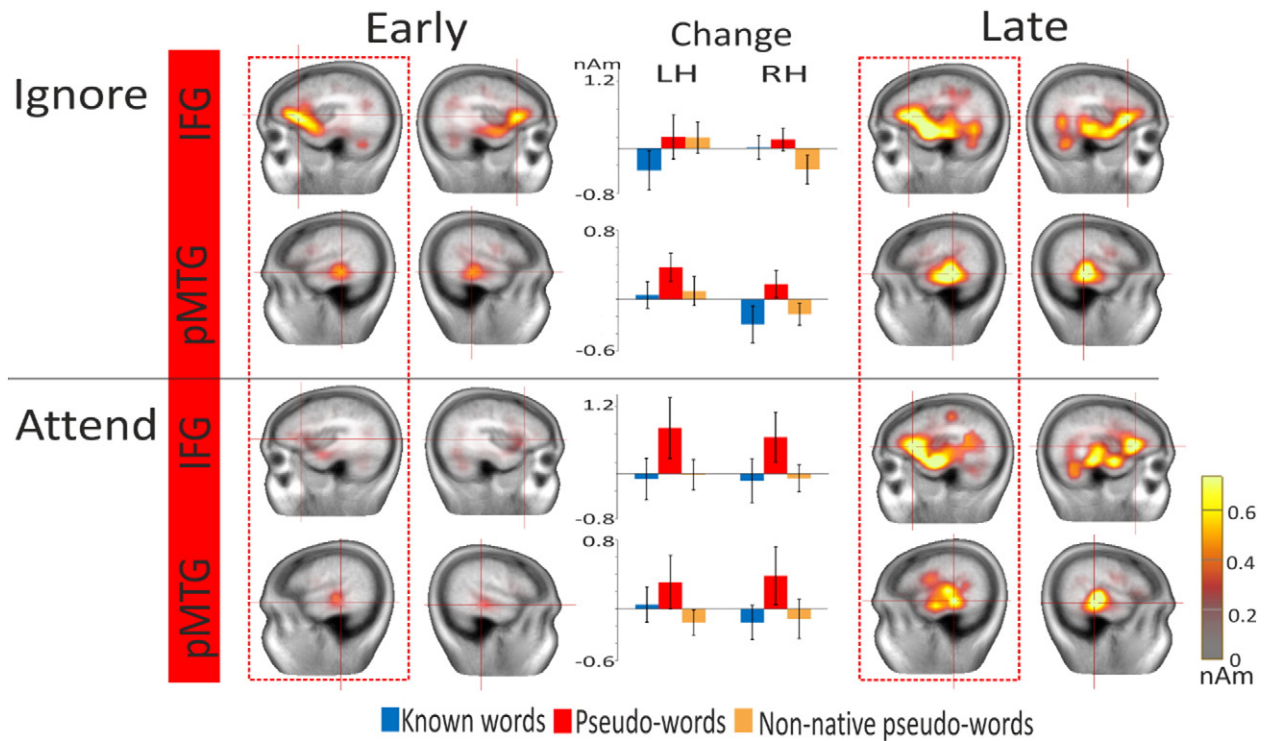 Early
Change
Late
nAm
LH
RH
Ignore
IFG
1.2
-0.8
pMTG
0.8
-0.6
Attend
IFG
1.2
-0.8
pMTG
0.8
-0.6
0.6
0.4
0.2
0
nAm
Known words
Pseudo-words
Non-native pseudo-words